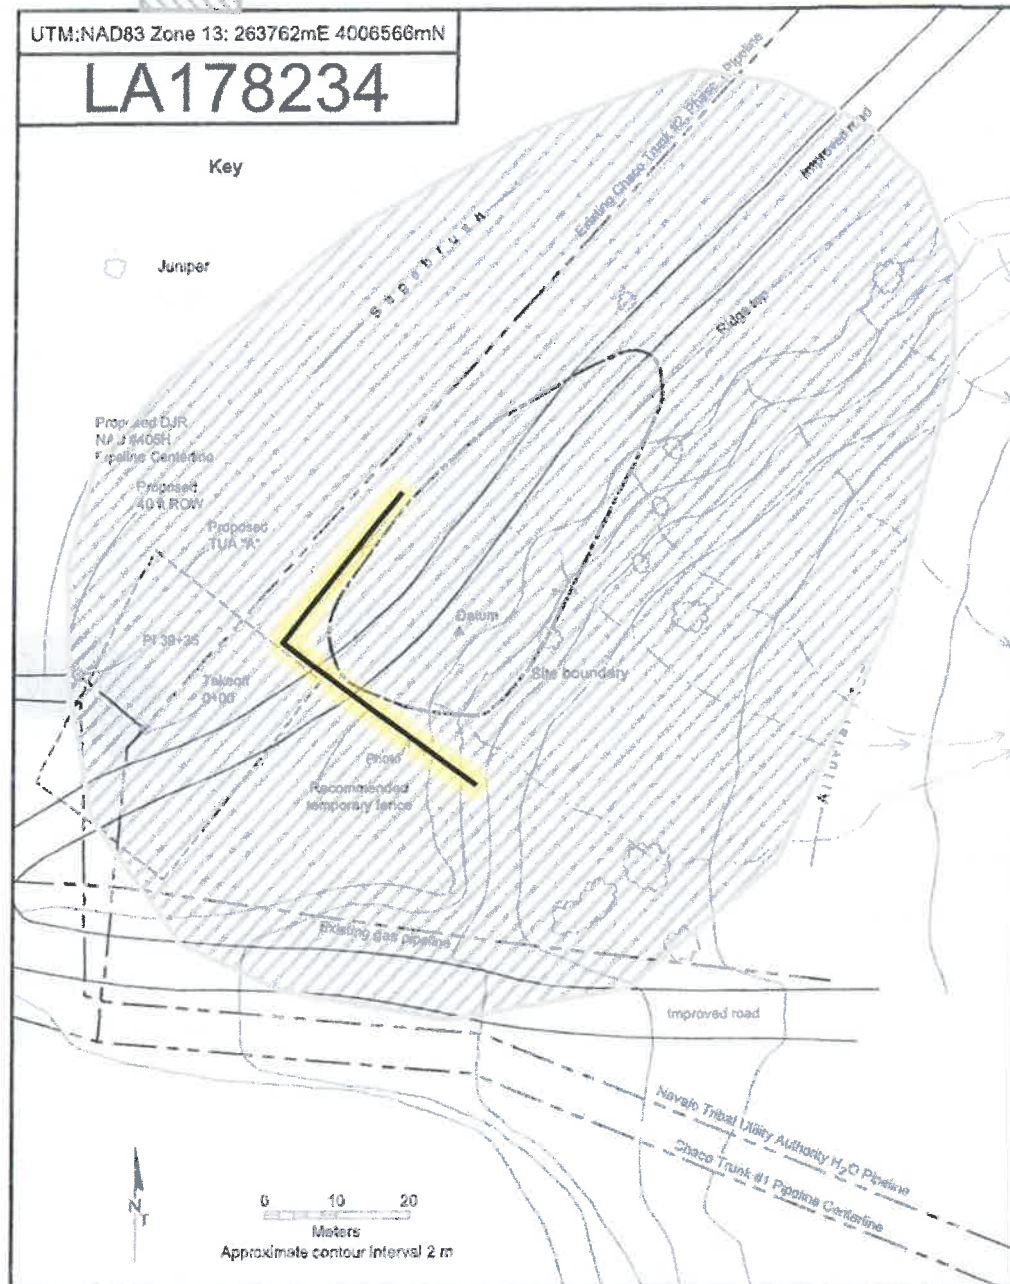 UTM:NAD83 Zone 13: 263762mE 4006566mN
LA178234
Key
Juniper
Sagebrush
Existing Chaco Trunk #2, Phase Pipeline
Improved road
Ridge top
Proposed DJR
Pipeline Centerline
Proposed
40 ft ROW
Proposed
TUA "A"
PI 39+35
Takeoff
0+00
Datum
Site boundary
Photo
Recommended
temporary fence
Alluvial
Existing gas pipeline
Improved road
Navajo Tribal Utility Authority H₂O Pipeline
Chaco Trunk #1 Pipeline Centerline
N
T
0 10 20
Meters
Approximate contour interval 2 m